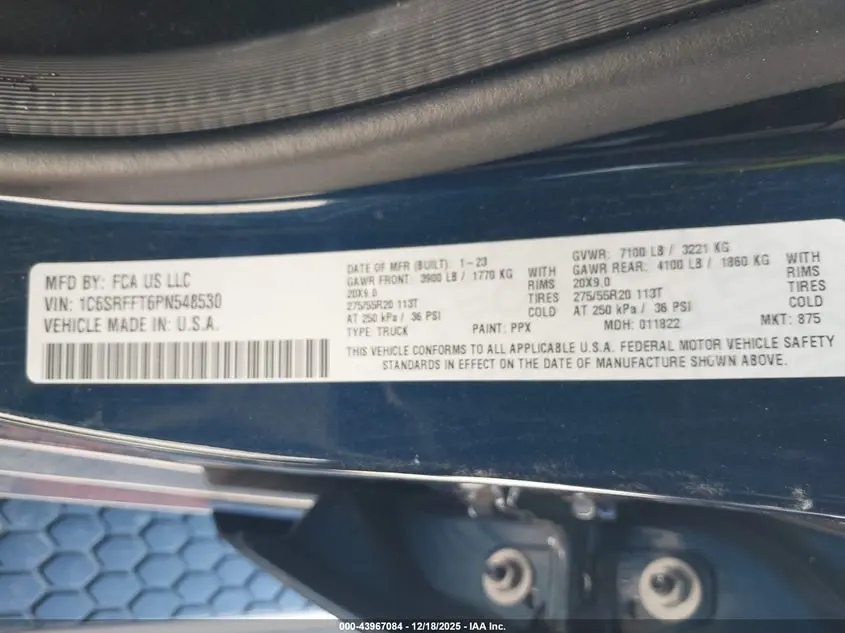 MFD BY: FCA US LLC
VIN: 1C6SRFFT6PN548530
VEHICLE MADE IN: U.S.A.
DATE OF MFR (BUILT): 1-23
GAWR FRONT: 3900 LB / 1770 KG WITH
20X9.0 RIMS
275/55R20 113T TIRES
AT 250 kPa / 36 PSI COLD
TYPE: TRUCK PAINT: PPX
GVWR: 7100 LB / 3221 KG
GAWR REAR: 4100 LB / 1860 KG WITH
20X9.0 RIMS
275/55R20 113T TIRES
AT 250 kPa / 36 PSI COLD
MDH: 011822 MKT: 875
THIS VEHICLE CONFORMS TO ALL APPLICABLE U.S.A. FEDERAL MOTOR VEHICLE SAFETY
STANDARDS IN EFFECT ON THE DATE OF MANUFACTURE SHOWN ABOVE.
000-43967084 - 12/18/2025 - IAA Inc.